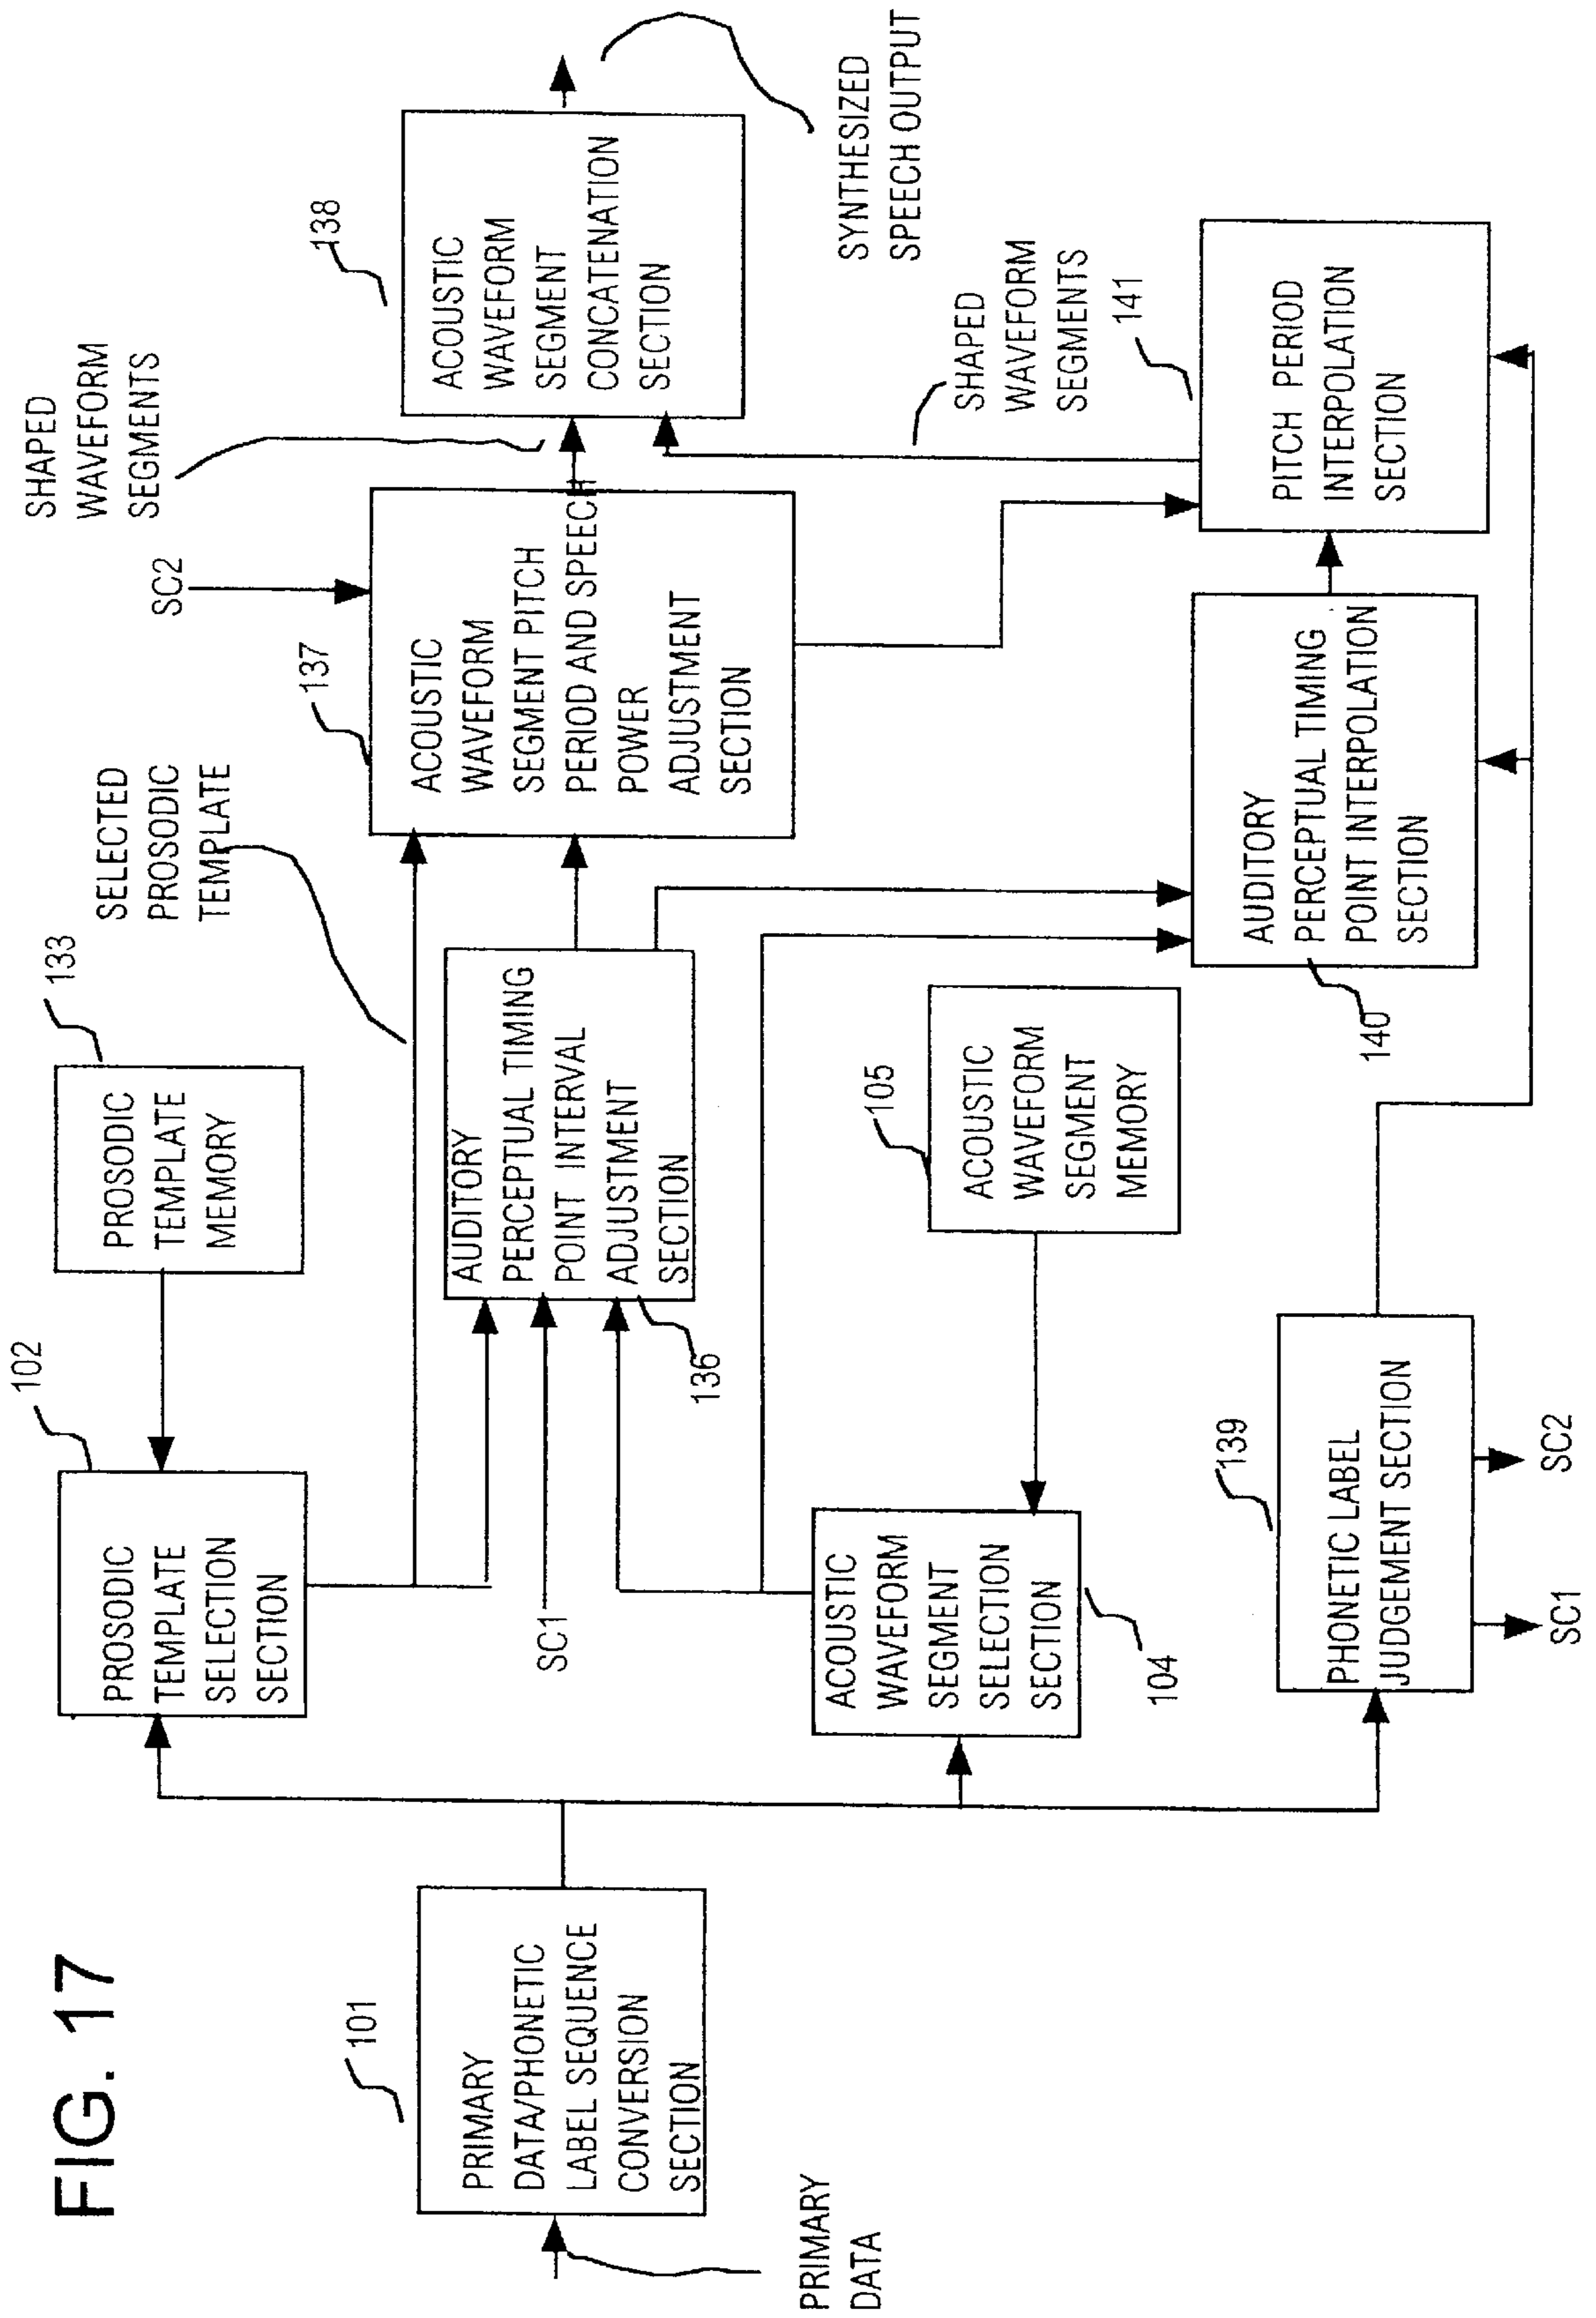 FIG. 17
PRIMARY
DATA
101
PRIMARY
DATA/PHONETIC
LABEL SEQUENCE
CONVERSION
SECTION
102
PROSODIC
TEMPLATE
SELECTION
SECTION
133
PROSODIC
TEMPLATE
MEMORY
SELECTED
PROSODIC
TEMPLATE
SC1
AUDITORY
PERCEPTUAL TIMING
POINT INTERVAL
ADJUSTMENT
SECTION
136
137
SC2
ACOUSTIC
WAVEFORM
SEGMENT PITCH
PERIOD AND SPEECH
POWER
ADJUSTMENT
SECTION
SHAPED
WAVEFORM
SEGMENTS
138
ACOUSTIC
WAVEFORM
SEGMENT
CONCATENATION
SECTION
SYNTHESIZED
SPEECH OUTPUT
ACOUSTIC
WAVEFORM
SEGMENT
SELECTION
SECTION
104
105
ACOUSTIC
WAVEFORM
SEGMENT
MEMORY
139
PHONETIC LABEL
JUDGEMENT SECTION
SC1
SC2
AUDITORY
PERCEPTUAL TIMING
POINT INTERPOLATION
SECTION
140
SHAPED
WAVEFORM
SEGMENTS
141
PITCH PERIOD
INTERPOLATION
SECTION